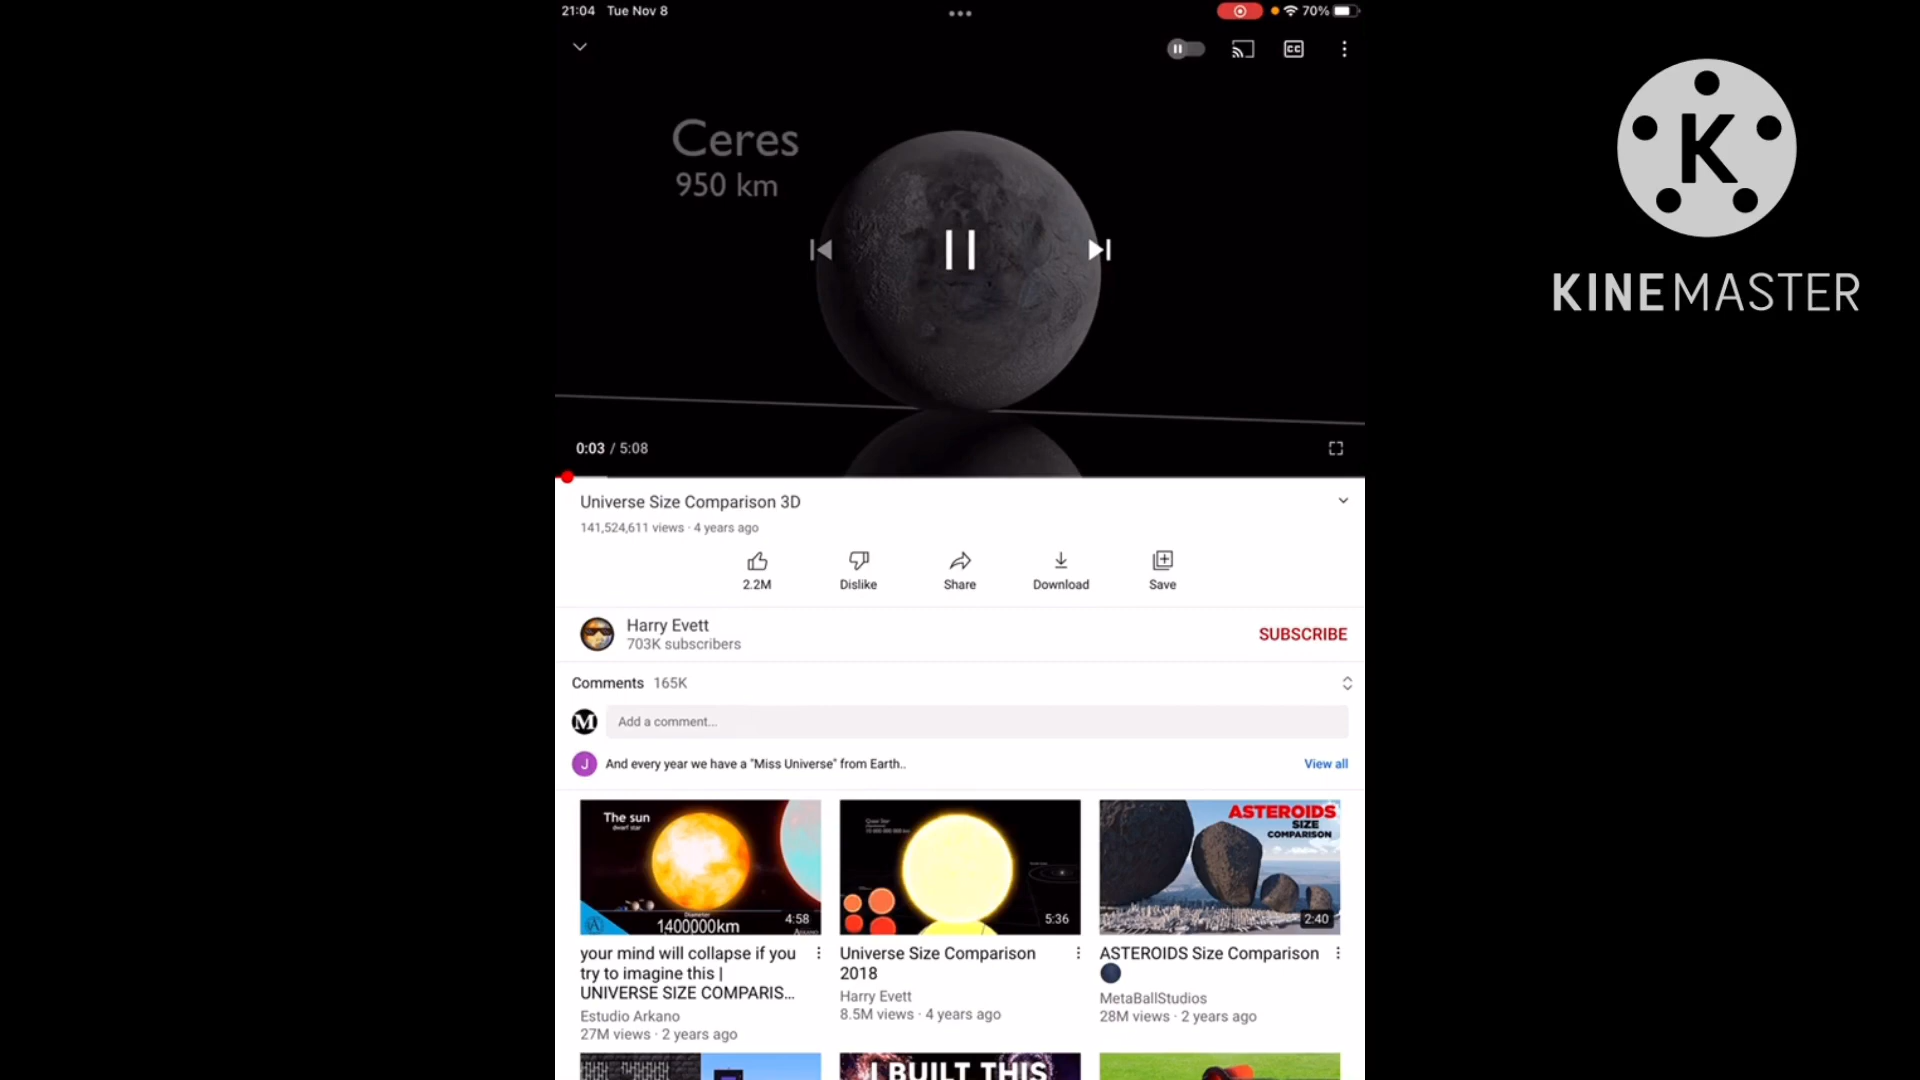 21:04 Tue Nov 8
70%
CC
Ceres
950 km
K
KINEMASTER
0:03 / 5:08
Universe Size Comparison 3D
141,524,611 views · 4 years ago
2.2M Dislike Share Download Save
Harry Evett
703K subscribers
SUBSCRIBE
Comments 165K
M Add a comment...
J And every year we have a "Miss Universe" from Earth..
View all
The sun
dwarf star
Diameter
1400000km
4:58
5:36
ASTEROIDS
SIZE
COMPARISON
2:40
your mind will collapse if you
try to imagine this |
UNIVERSE SIZE COMPARIS...
Estudio Arkano
27M views · 2 years ago
Universe Size Comparison
2018
Harry Evett
8.5M views · 4 years ago
ASTEROIDS Size Comparison
MetaBallStudios
28M views · 2 years ago
I BUILT THIS